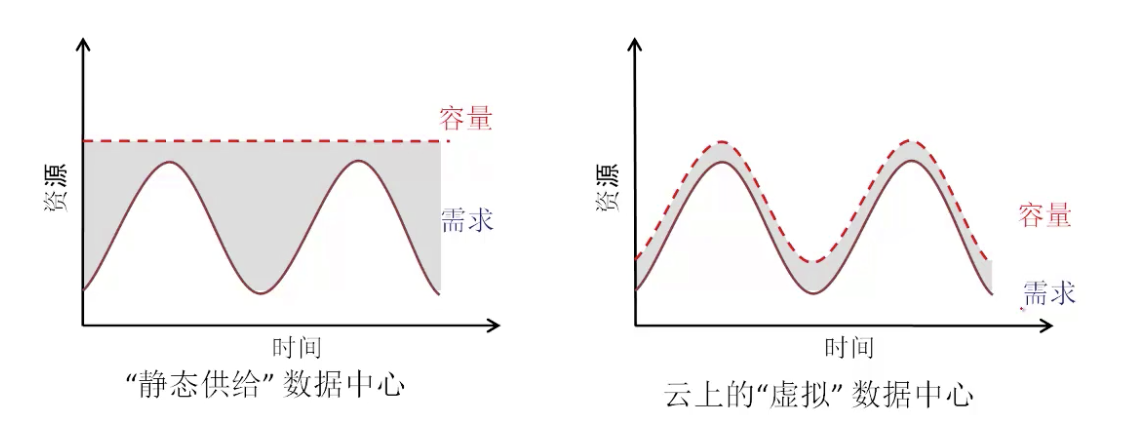 容量
资源
需求
时间
“静态供给” 数据中心
资源
容量
需求
时间
云上的“虚拟” 数据中心